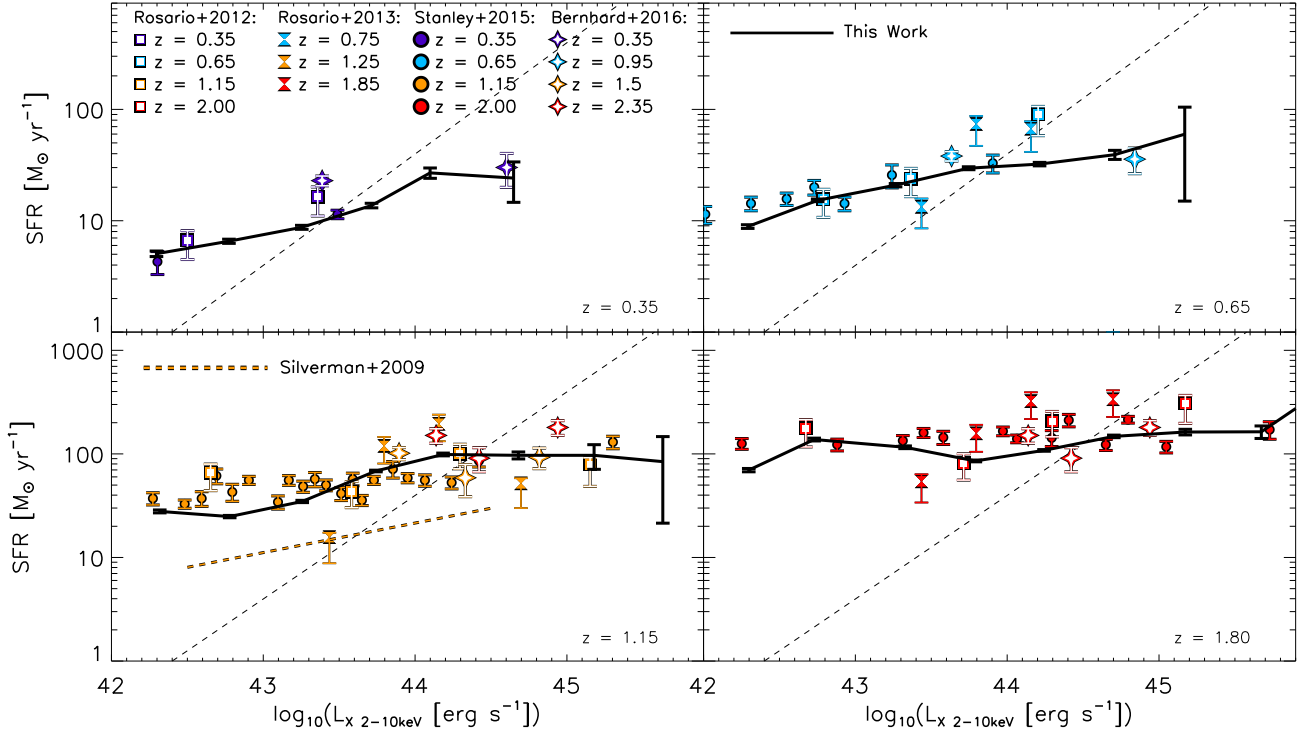 Rosario+2012: Rosario+2013: Stanley+2015: Bernhard+2016:
z = 0.35 z = 0.75 z = 0.35 z = 0.35
z = 0.65 z = 1.25 z = 0.65 z = 0.95
z = 1.15 z = 1.85 z = 1.15 z = 1.5
z = 2.00 z = 2.00 z = 2.35
This Work
100
10
1
SFR [M⊙ yr⁻¹]
z = 0.35
z = 0.65
Silverman+2009
1000
100
10
1
SFR [M⊙ yr⁻¹]
z = 1.15
z = 1.80
42 43 44 45 42 43 44 45
log₁₀(L_X 2−10keV [erg s⁻¹]) log₁₀(L_X 2−10keV [erg s⁻¹])